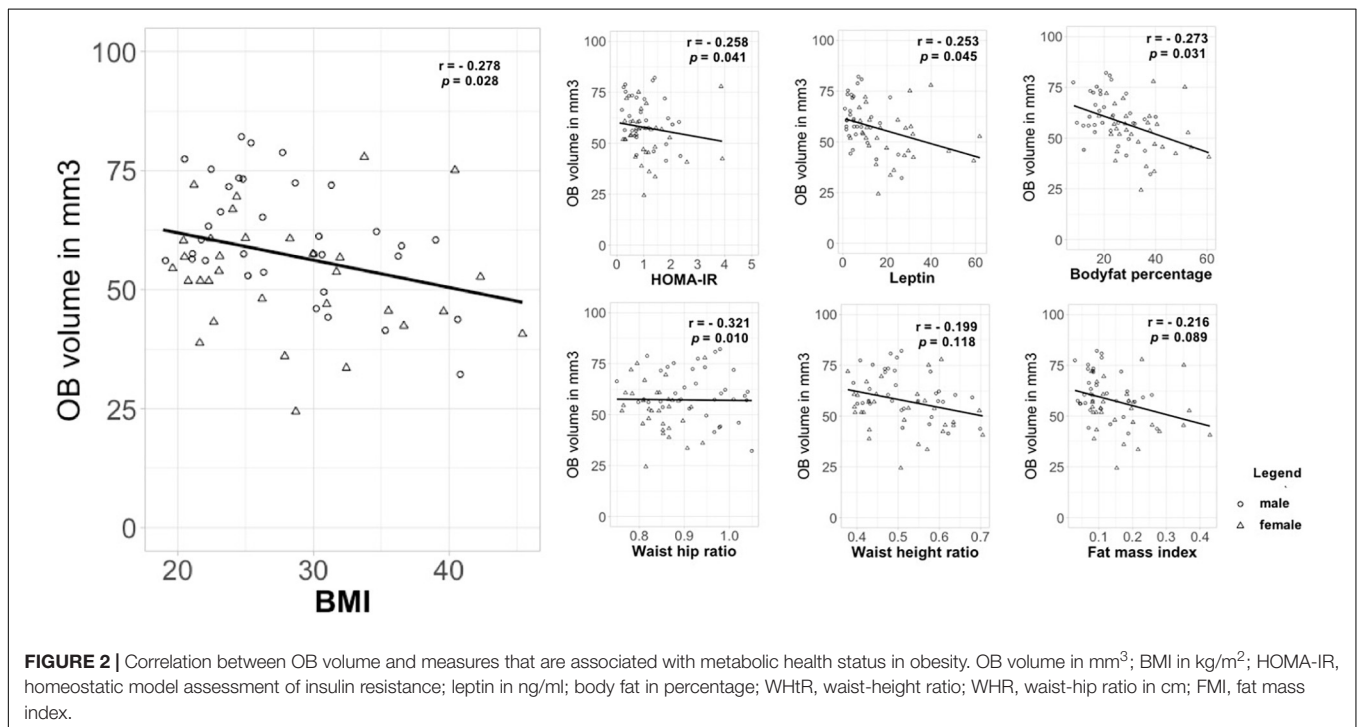 100
75
50
25
0
OB volume in mm3
r = - 0.278
p = 0.028
20 30 40
BMI
100
75
50
25
0
OB volume in mm3
r = - 0.258
p = 0.041
0 1 2 3 4 5
HOMA-IR
100
75
50
25
0
OB volume in mm3
r = - 0.253
p = 0.045
0 20 40 60
Leptin
100
75
50
25
0
OB volume in mm3
r = - 0.273
p = 0.031
20 40 60
Bodyfat percentage
100
75
50
25
0
OB volume in mm3
r = - 0.321
p = 0.010
0.8 0.9 1.0
Waist hip ratio
100
75
50
25
0
OB volume in mm3
r = - 0.199
p = 0.118
0.4 0.5 0.6 0.7
Waist height ratio
100
75
50
25
0
OB volume in mm3
r = - 0.216
p = 0.089
0.1 0.2 0.3 0.4
Fat mass index
Legend
male
female
FIGURE 2 | Correlation between OB volume and measures that are associated with metabolic health status in obesity. OB volume in mm³; BMI in kg/m²; HOMA-IR,
homeostatic model assessment of insulin resistance; leptin in ng/ml; body fat in percentage; WHtR, waist-height ratio; WHR, waist-hip ratio in cm; FMI, fat mass
index.